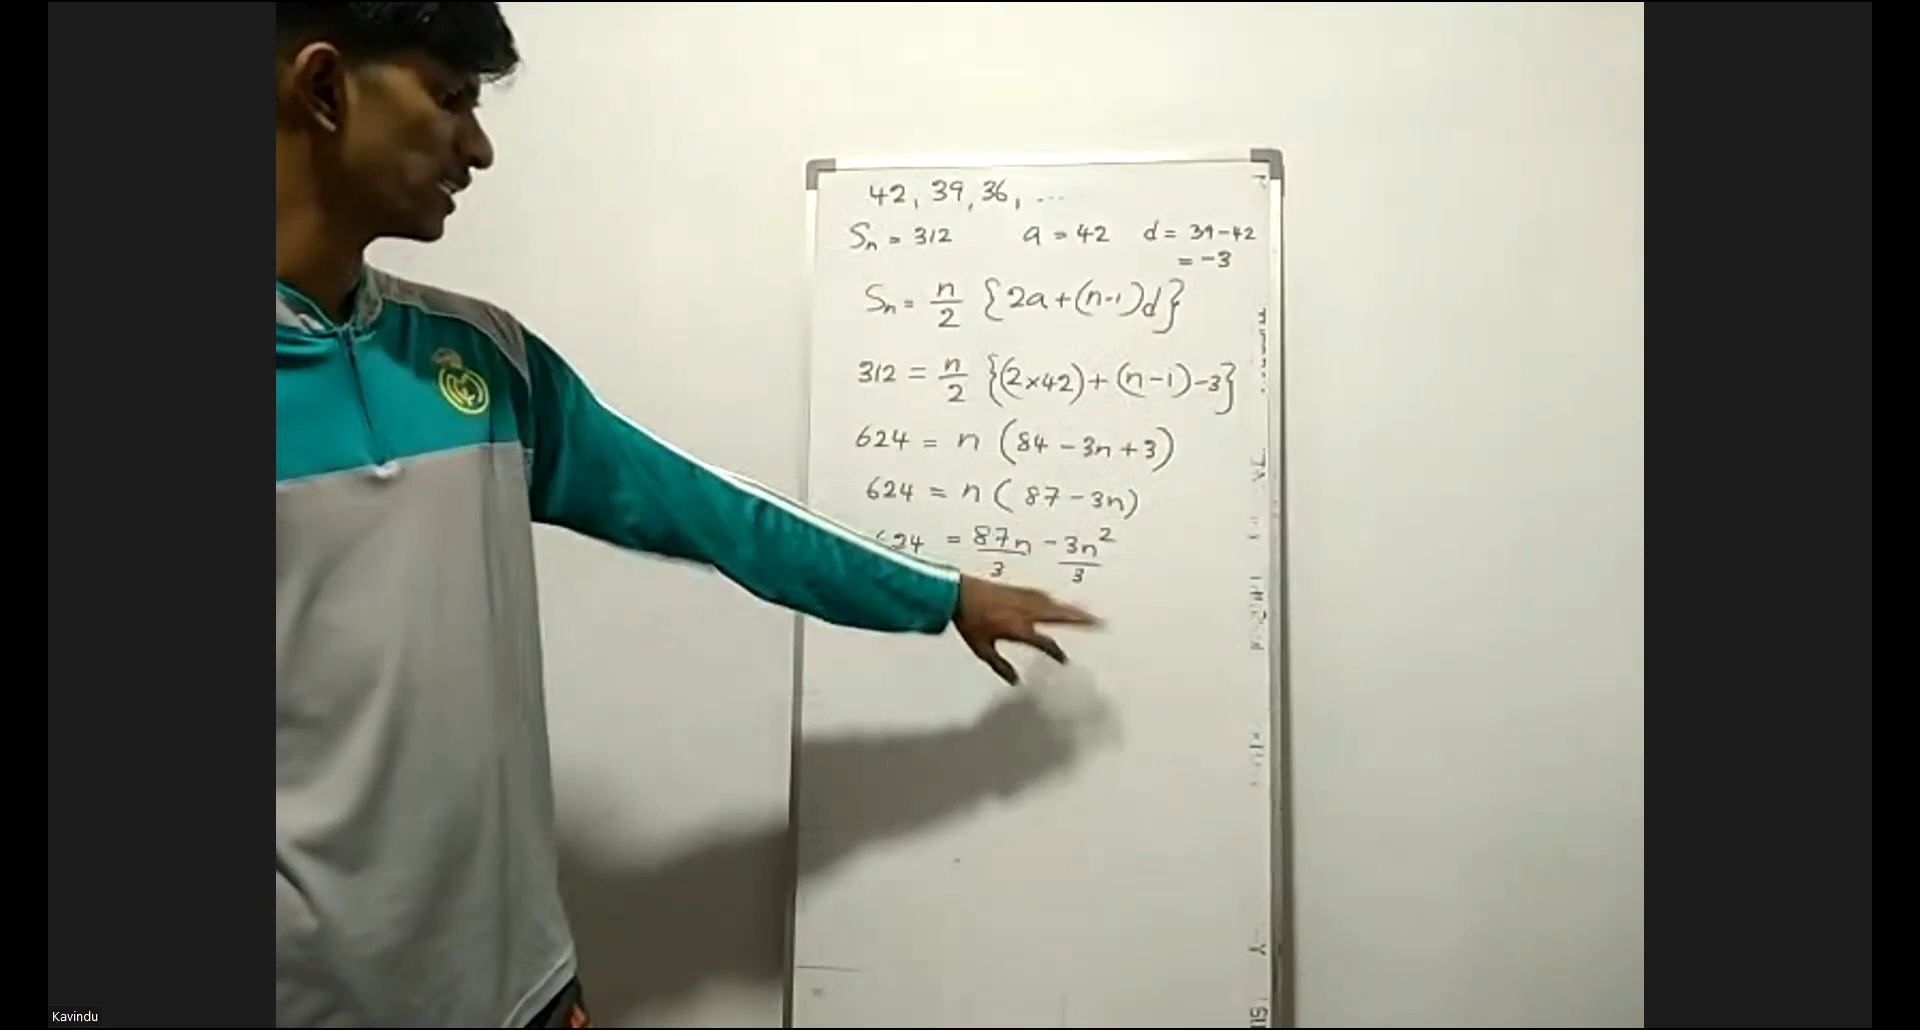 42, 39, 36, ...
Sn = 312 a = 42 d = 39-42
= -3
Sn = n/2 {2a+(n-1)d}
312 = n/2 {(2×42)+(n-1)-3}
624 = n (84 - 3n + 3)
624 = n (87 - 3n)
624 = 87n/3 - 3n²/3
Kavindu